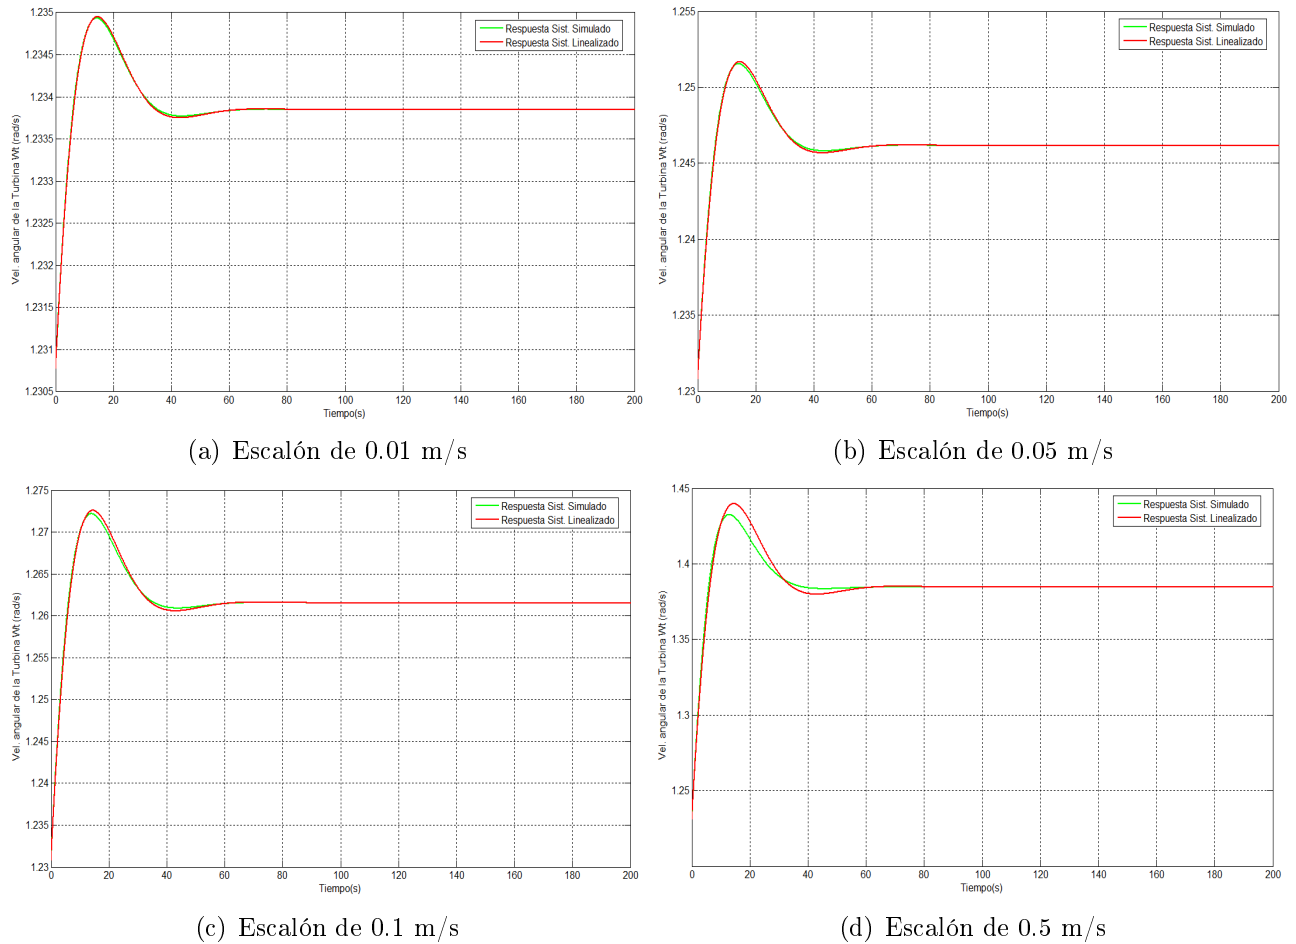 1.235
1.2345
1.234
1.2335
1.233
1.2325
1.232
1.2315
1.231
1.2305
Vel. angular de la Turbina Wt (rad/s)
Respuesta Sist. Simulado
Respuesta Sist. Linealizado
0 20 40 60 80 100 120 140 160 180 200
Tiempo(s)
(a) Escalón de 0.01 m/s
1.255
1.25
1.245
1.24
1.235
1.23
Vel. angular de la Turbina Wt (rad/s)
Respuesta Sist. Simulado
Respuesta Sist. Linealizado
0 20 40 60 80 100 120 140 160 180 200
Tiempo(s)
(b) Escalón de 0.05 m/s
1.275
1.27
1.265
1.26
1.255
1.25
1.245
1.24
1.235
1.23
Vel. angular de la Turbina Wt (rad/s)
Respuesta Sist. Simulado
Respuesta Sist. Linealizado
0 20 40 60 80 100 120 140 160 180 200
Tiempo(s)
(c) Escalón de 0.1 m/s
1.45
1.4
1.35
1.3
1.25
Vel. angular de la Turbina Wt (rad/s)
Respuesta Sist. Simulado
Respuesta Sist. Linealizado
0 20 40 60 80 100 120 140 160 180 200
Tiempo(s)
(d) Escalón de 0.5 m/s